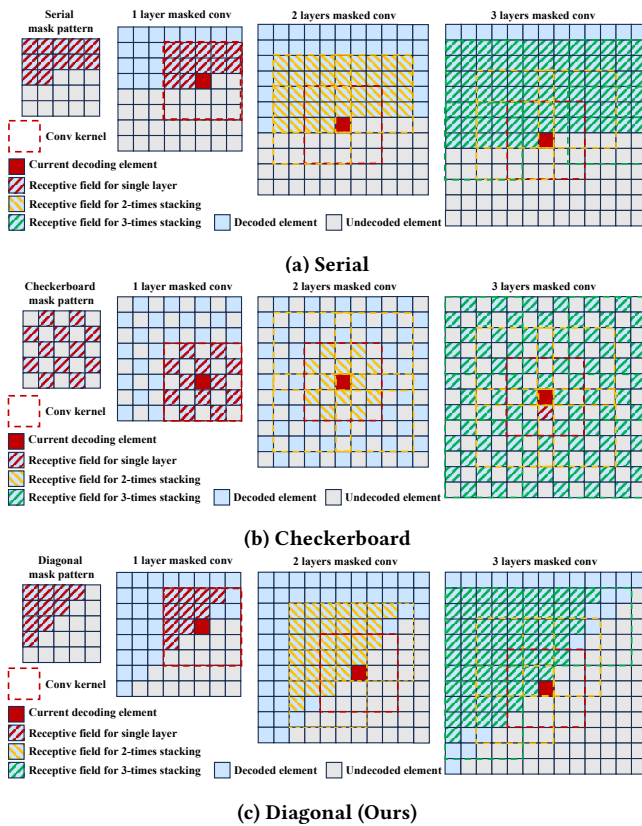 Serial
mask pattern
1 layer masked conv
2 layers masked conv
3 layers masked conv
Conv kernel
Current decoding element
Receptive field for single layer
Receptive field for 2-times stacking
Receptive field for 3-times stacking
Decoded element
Undecoded element
(a) Serial
Checkerboard
mask pattern
1 layer masked conv
2 layers masked conv
3 layers masked conv
Conv kernel
Current decoding element
Receptive field for single layer
Receptive field for 2-times stacking
Receptive field for 3-times stacking
Decoded element
Undecoded element
(b) Checkerboard
Diagonal
mask pattern
1 layer masked conv
2 layers masked conv
3 layers masked conv
Conv kernel
Current decoding element
Receptive field for single layer
Receptive field for 2-times stacking
Receptive field for 3-times stacking
Decoded element
Undecoded element
(c) Diagonal (Ours)